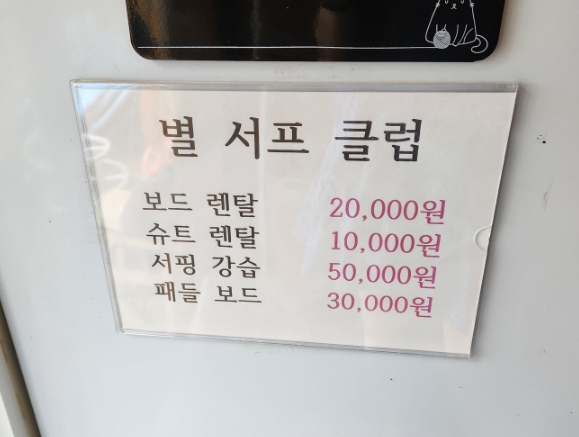 별 서프 클럽
보드 렌탈 20,000원
슈트 렌탈 10,000원
서핑 강습 50,000원
패들 보드 30,000원